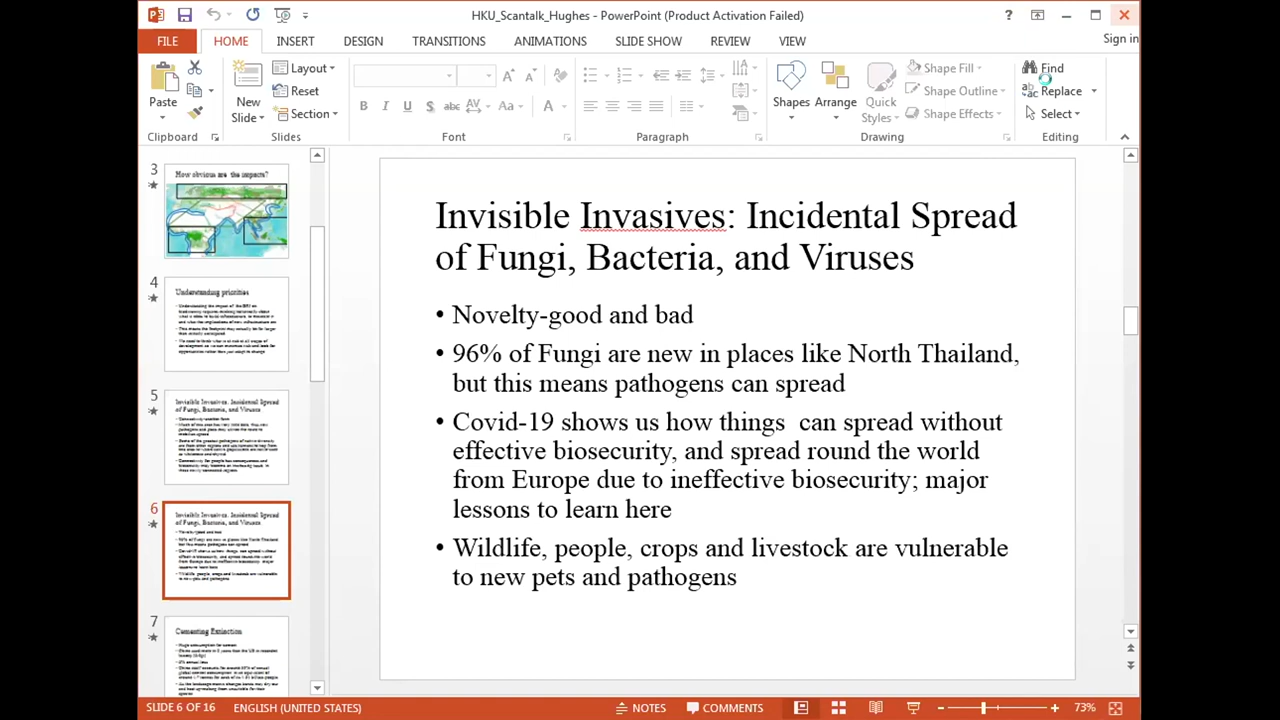 HKU_Scantalk_Hughes - PowerPoint (Product Activation Failed)
FILE HOME INSERT DESIGN TRANSITIONS ANIMATIONS SLIDE SHOW REVIEW VIEW Sign in
Paste
New Slide
Layout
Reset
Section
Shapes
Arrange
Quick Styles
Shape Fill
Shape Outline
Shape Effects
Find
Replace
Select
Clipboard Slides Font Paragraph Drawing Editing
3
How obvious are the impacts?
4
Understanding priorities
5
Invisible Invasives: Incidental Spread
of Fungi, Bacteria, and Viruses
6
Invisible Invasives: Incidental Spread
of Fungi, Bacteria, and Viruses
7
Cementing Extinction
Invisible Invasives: Incidental Spread
of Fungi, Bacteria, and Viruses
• Novelty-good and bad
• 96% of Fungi are new in places like North Thailand,
but this means pathogens can spread
• Covid-19 shows us how things can spread without
effective biosecurity, and spread round the world
from Europe due to ineffective biosecurity; major
lessons to learn here
• Wildlife, people, crops and livestock are vulnerable
to new pets and pathogens
SLIDE 6 OF 16 ENGLISH (UNITED STATES) NOTES COMMENTS 73%